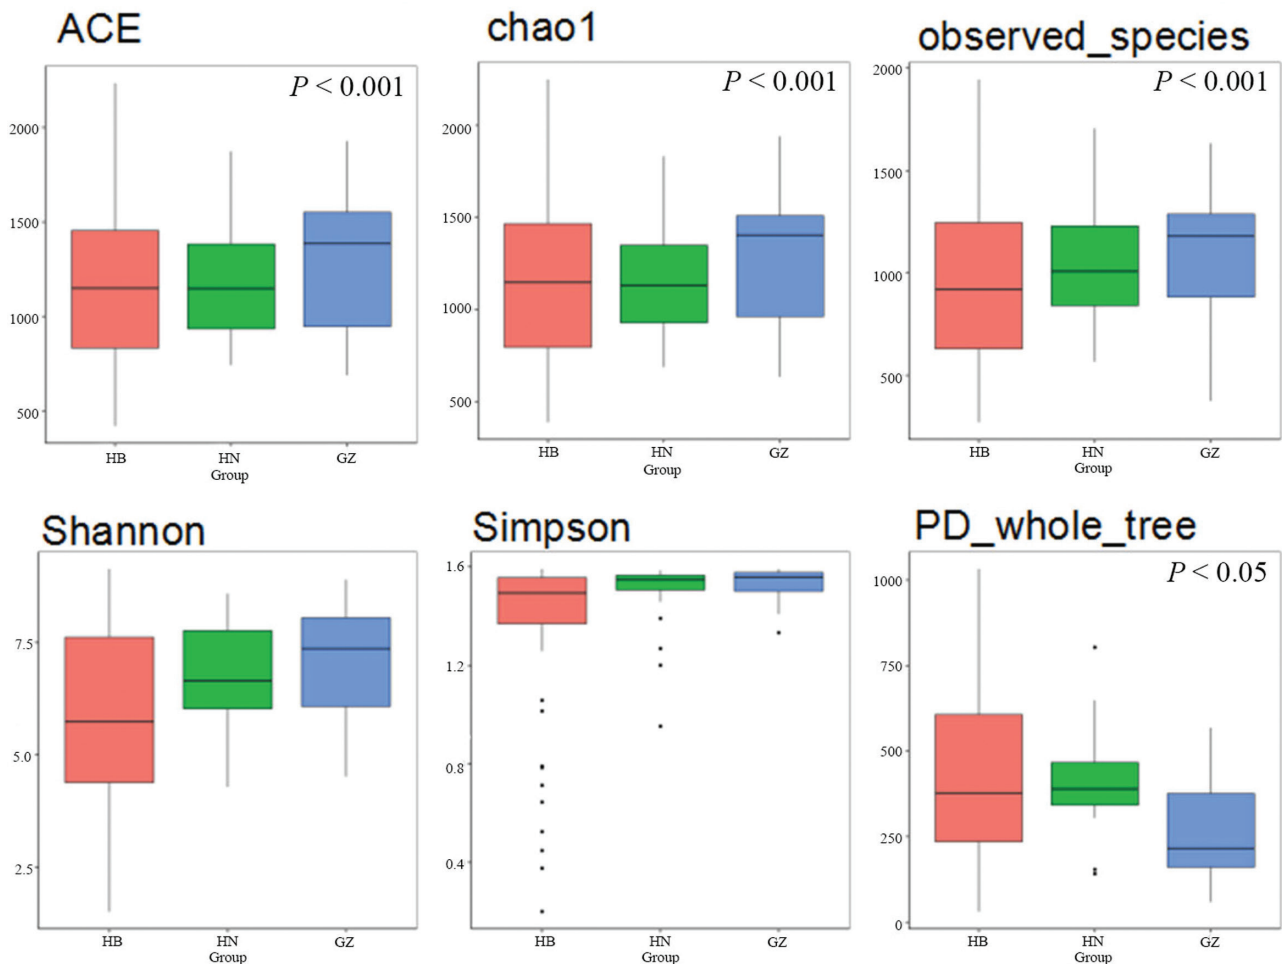 ACE
P < 0.001
2000
1500
1000
500
HB HN GZ
Group
chao1
P < 0.001
2000
1500
1000
500
HB HN GZ
Group
observed_species
P < 0.001
2000
1500
1000
500
HB HN GZ
Group
Shannon
7.5
5.0
2.5
HB HN GZ
Group
Simpson
1.6
1.2
0.8
0.4
HB HN GZ
Group
PD_whole_tree
P < 0.05
1000
750
500
250
0
HB HN GZ
Group